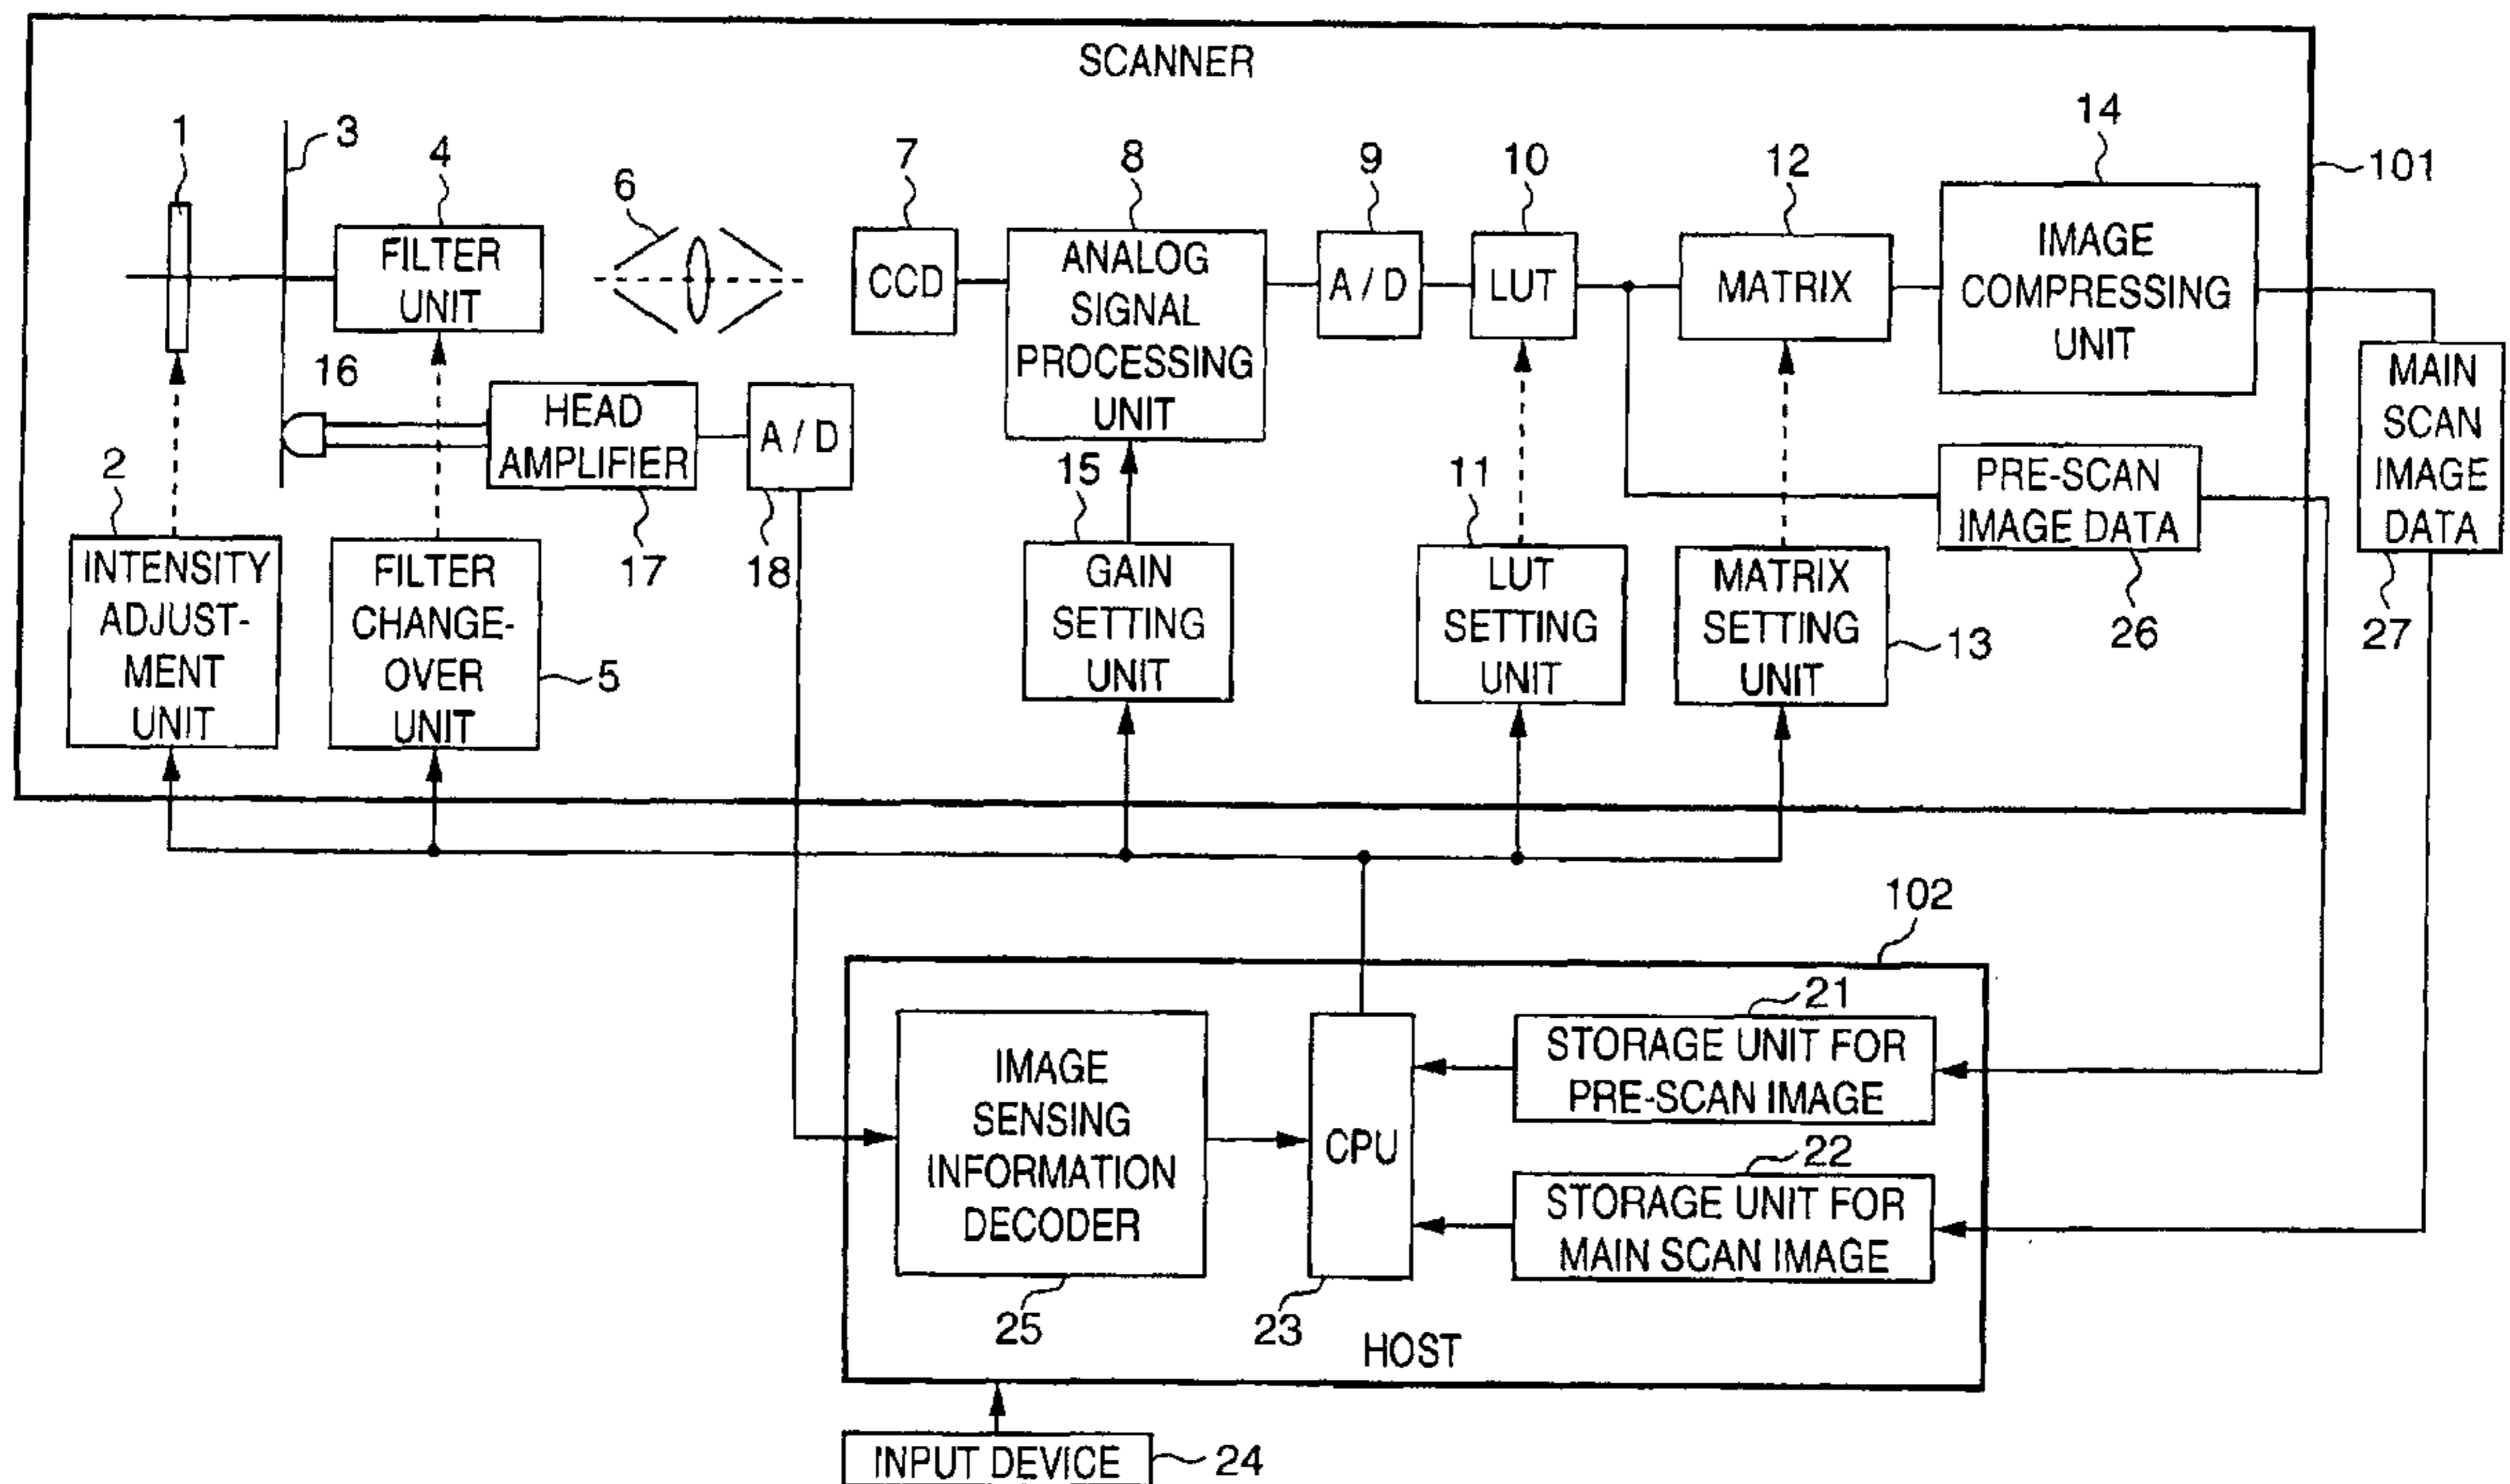 SCANNER
1
3
4
6
7
8
9
10
12
14
101
FILTER
UNIT
CCD
ANALOG
SIGNAL
PROCESSING
UNIT
A / D
LUT
MATRIX
IMAGE
COMPRESSING
UNIT
MAIN
SCAN
IMAGE
DATA
16
HEAD
AMPLIFIER
A / D
2
17
18
15
11
PRE-SCAN
IMAGE DATA
26
27
INTENSITY
ADJUST-
MENT
UNIT
FILTER
CHANGE-
OVER
UNIT
5
GAIN
SETTING
UNIT
LUT
SETTING
UNIT
MATRIX
SETTING
UNIT
13
102
IMAGE
SENSING
INFORMATION
DECODER
25
CPU
23
21
STORAGE UNIT FOR
PRE-SCAN IMAGE
22
STORAGE UNIT FOR
MAIN SCAN IMAGE
HOST
INPUT DEVICE
24